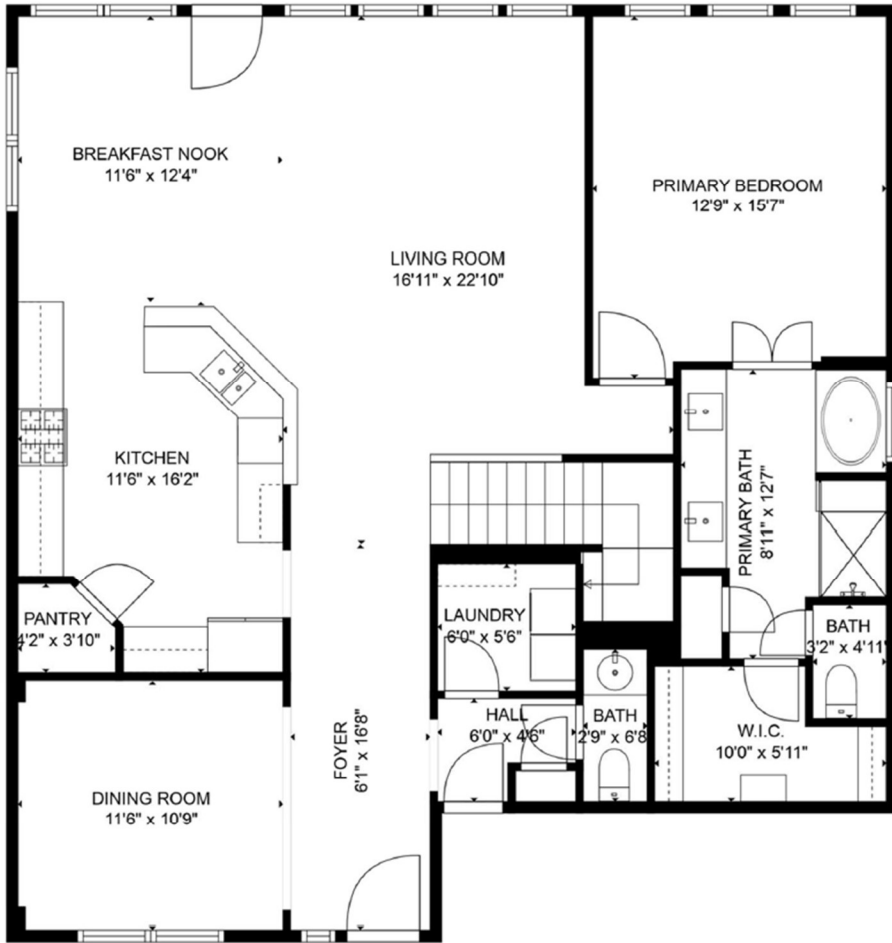 BREAKFAST NOOK
11'6" x 12'4"
PRIMARY BEDROOM
12'9" x 15'7"
LIVING ROOM
16'11" x 22'10"
KITCHEN
11'6" x 16'2"
PRIMARY BATH
8'11" x 12'7"
PANTRY
4'2" x 3'10"
LAUNDRY
6'0" x 5'6"
BATH
3'2" x 4'11"
HALL
6'0" x 4'6"
BATH
2'9" x 6'8
W.I.C.
10'0" x 5'11"
FOYER
6'1" x 16'8"
DINING ROOM
11'6" x 10'9"